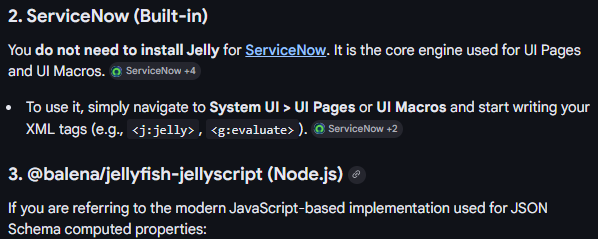 2. ServiceNow (Built-in)
You do not need to install Jelly for ServiceNow. It is the core engine used for UI Pages
and UI Macros. ServiceNow +4
• To use it, simply navigate to System UI > UI Pages or UI Macros and start writing your
XML tags (e.g., <j:jelly>, <g:evaluate>). ServiceNow +2
3. @balena/jellyfish-jellyscript (Node.js)
If you are referring to the modern JavaScript-based implementation used for JSON
Schema computed properties: